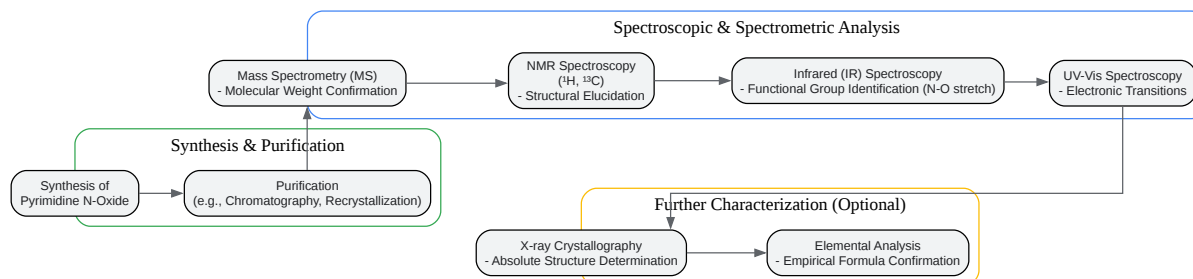 Spectroscopic & Spectrometric Analysis
Mass Spectrometry (MS)
- Molecular Weight Confirmation
NMR Spectroscopy
(¹H, ¹³C)
- Structural Elucidation
Infrared (IR) Spectroscopy
- Functional Group Identification (N-O stretch)
UV-Vis Spectroscopy
- Electronic Transitions
Synthesis & Purification
Synthesis of
Pyrimidine N-Oxide
Purification
(e.g., Chromatography, Recrystallization)
Further Characterization (Optional)
X-ray Crystallography
- Absolute Structure Determination
Elemental Analysis
- Empirical Formula Confirmation